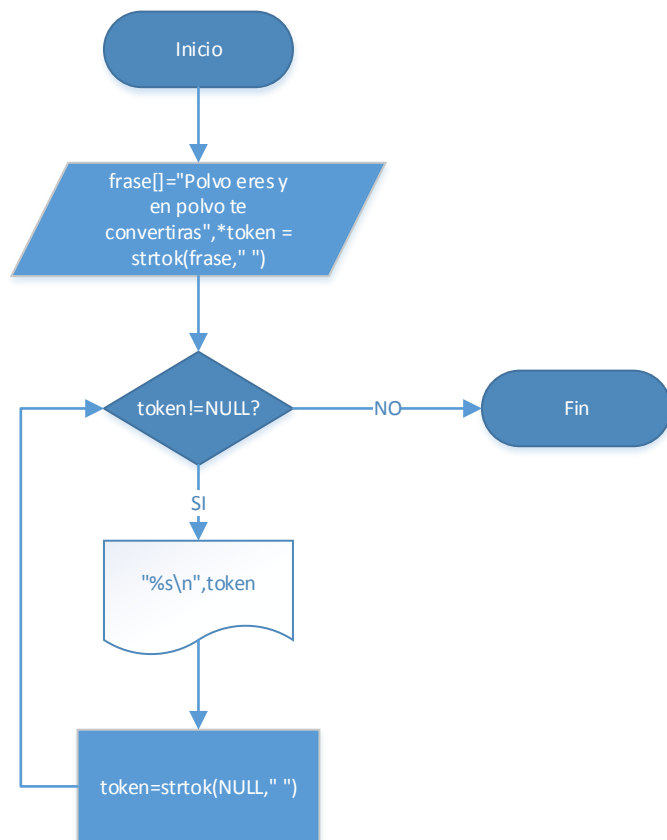 Inicio
frase[]="Polvo eres y
en polvo te
convertiras",*token =
strtok(frase," ")
token!=NULL?
NO
Fin
SI
"%s\n",token
token=strtok(NULL," ")